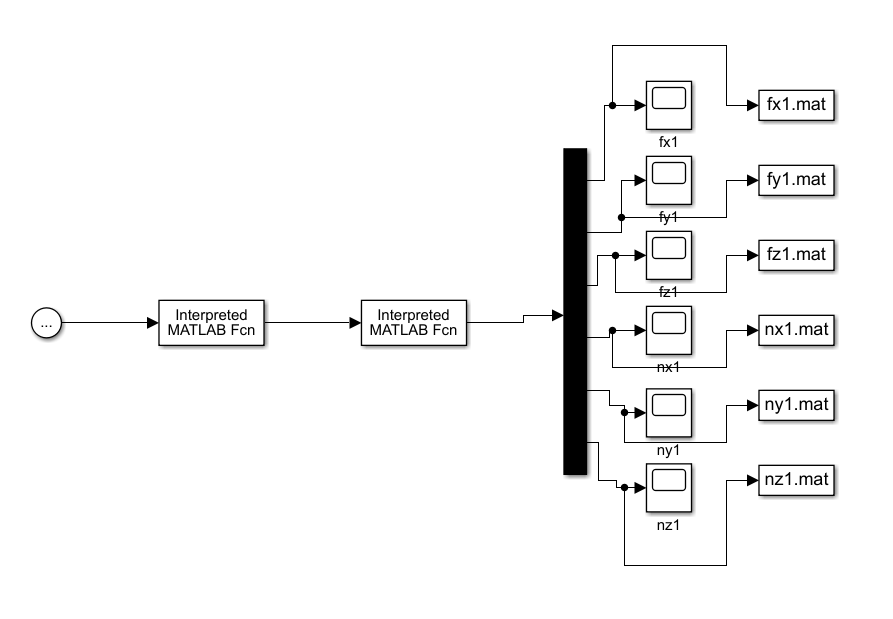 fx1.mat
fx1
fy1.mat
fy1
fz1.mat
fz1
...
Interpreted
MATLAB Fcn
Interpreted
MATLAB Fcn
nx1.mat
nx1
ny1.mat
ny1
nz1.mat
nz1